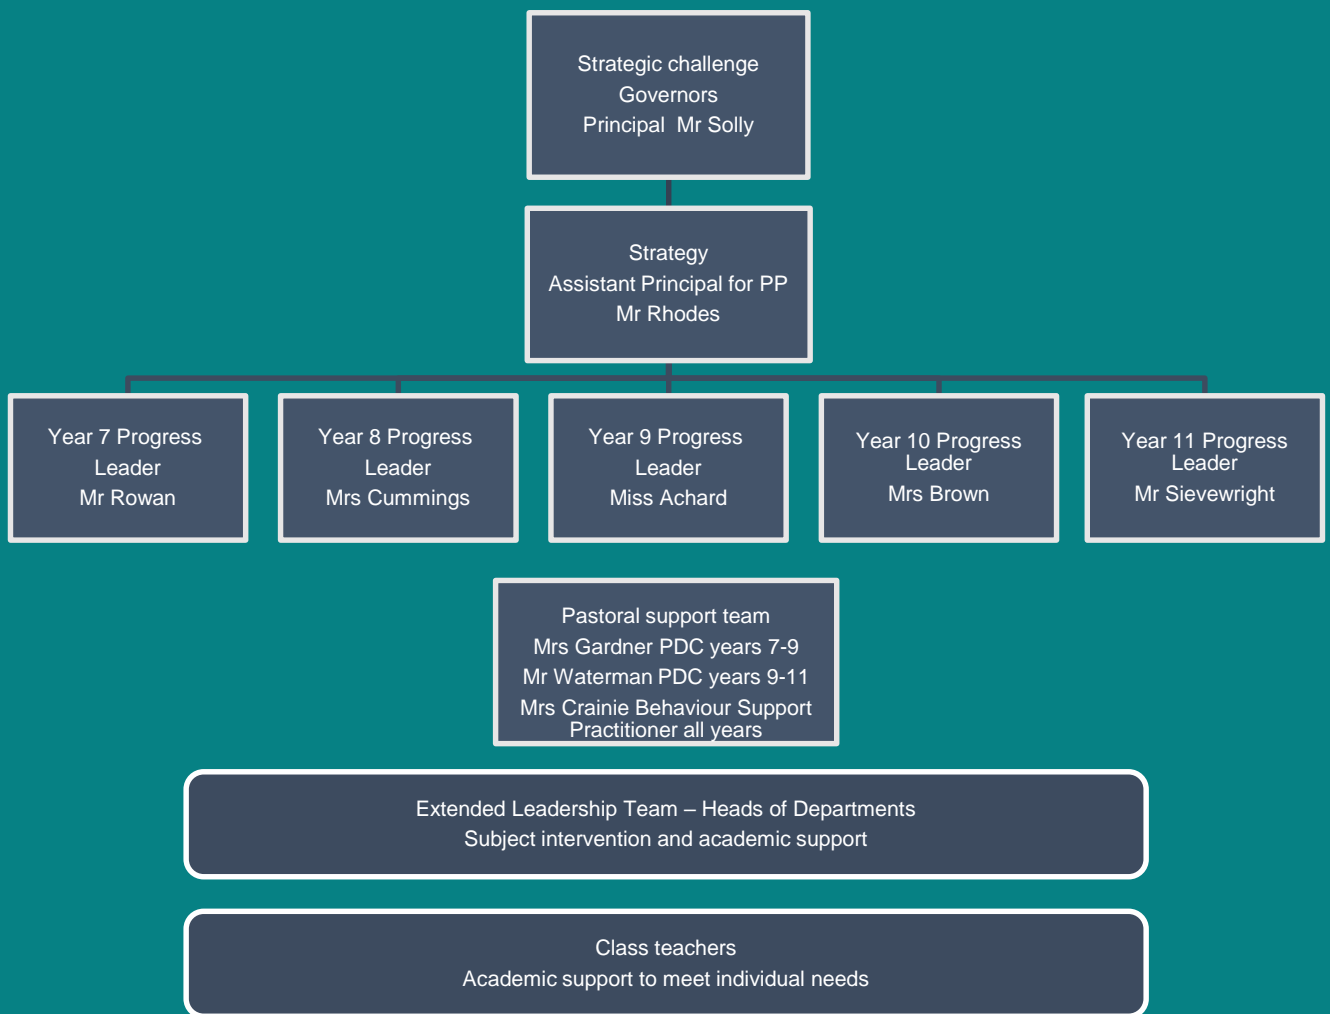 Strategic challenge
Governors
Principal  Mr Solly
Strategy
Assistant Principal for PP
Mr Rhodes
Year 7 Progress
Leader
Mr Rowan
Year 8 Progress
Leader
Mrs Cummings
Year 9 Progress
Leader
Miss Achard
Year 10 Progress
Leader
Mrs Brown
Year 11 Progress
Leader
Mr Sievewright
Pastoral support team
Mrs Gardner PDC years 7-9
Mr Waterman PDC years 9-11
Mrs Crainie Behaviour Support
Practitioner all years
Extended Leadership Team – Heads of Departments
Subject intervention and academic support
Class teachers
Academic support to meet individual needs